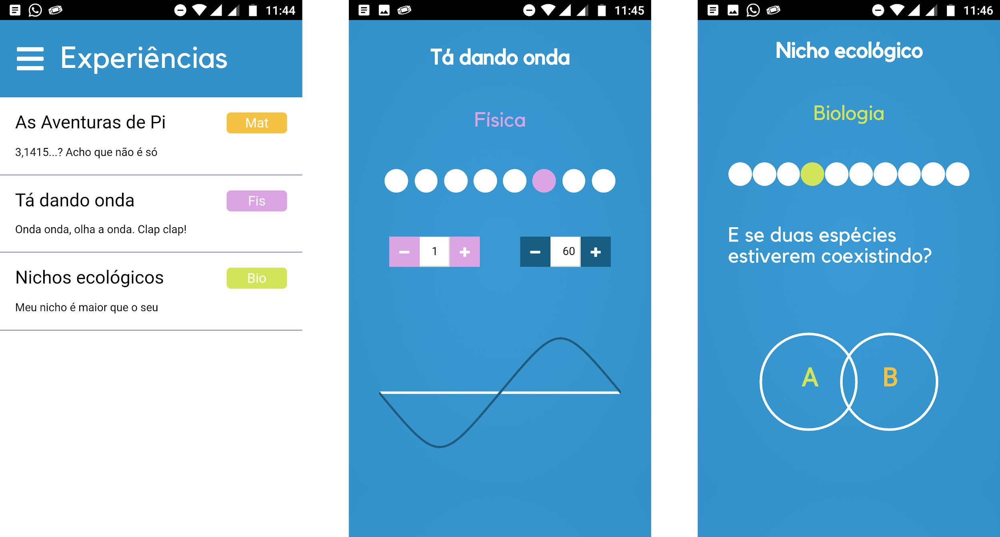 11:44
Experiências
As Aventuras de Pi
Mat
3,1415...? Acho que não é só
Tá dando onda
Fis
Onda onda, olha a onda. Clap clap!
Nichos ecológicos
Bio
Meu nicho é maior que o seu
11:45
Tá dando onda
Física
− 1 +
− 60 +
11:46
Nicho ecológico
Biologia
E se duas espécies
estiverem coexistindo?
A
B